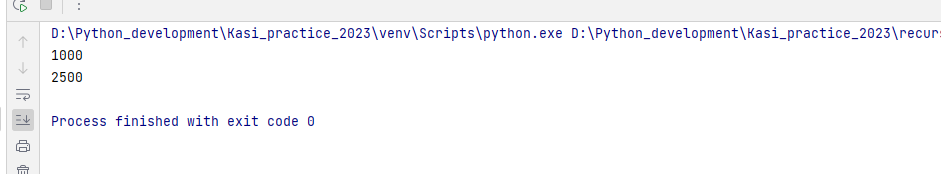 D:\Python_development\Kasi_practice_2023\venv\Scripts\python.exe D:\Python_development\Kasi_practice_2023\recurs
1000
2500
Process finished with exit code 0